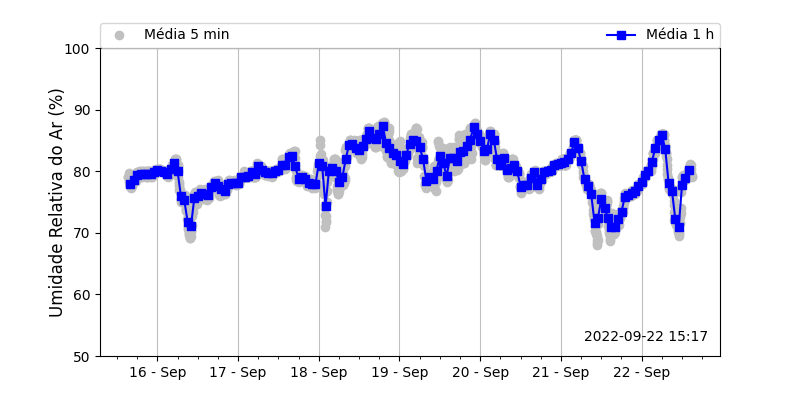 Média 5 min
Média 1 h
Umidade Relativa do Ar (%)
100
90
80
70
60
50
2022-09-22 15:17
16 - Sep
17 - Sep
18 - Sep
19 - Sep
20 - Sep
21 - Sep
22 - Sep